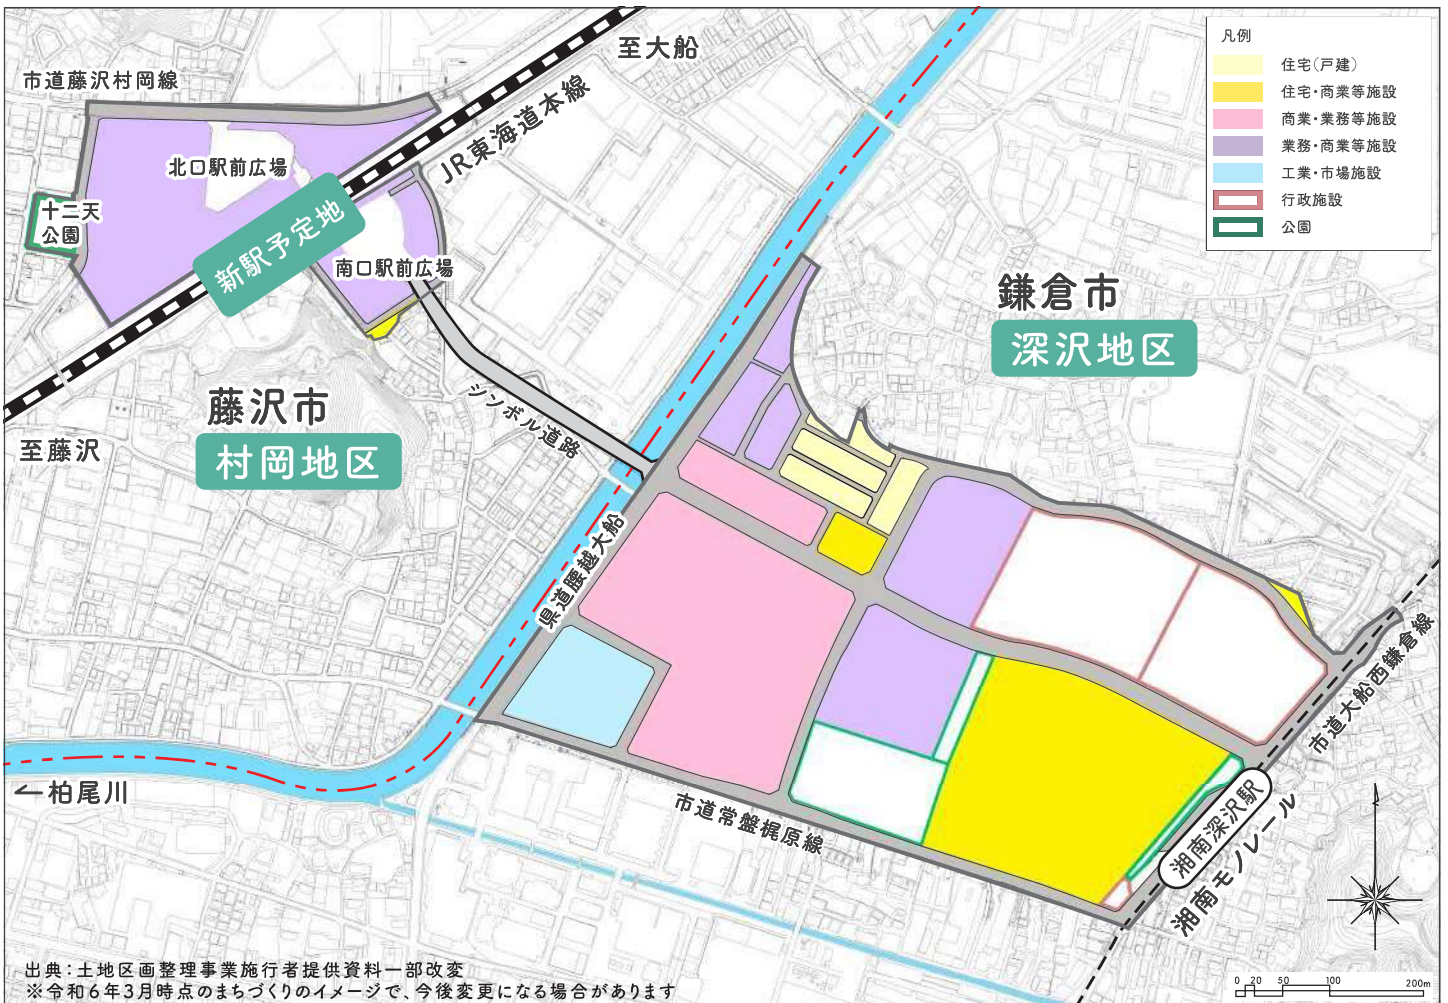 市道藤沢村岡線
至大船
JR東海道本線
北口駅前広場
十二天
公園
新駅予定地
南口駅前広場
藤沢市
村岡地区
至藤沢
シンボル道路
県道腰越大船
鎌倉市
深沢地区
凡例
住宅(戸建)
住宅・商業等施設
商業・業務等施設
業務・商業等施設
工業・市場施設
行政施設
公園
市道大船西鎌倉線
湘南深沢駅
湘南モノレール
市道常盤梶原線
←柏尾川
出典:土地区画整理事業施行者提供資料一部改変
※令和6年3月時点のまちづくりのイメージで、今後変更になる場合があります
0 20 50 100 200m